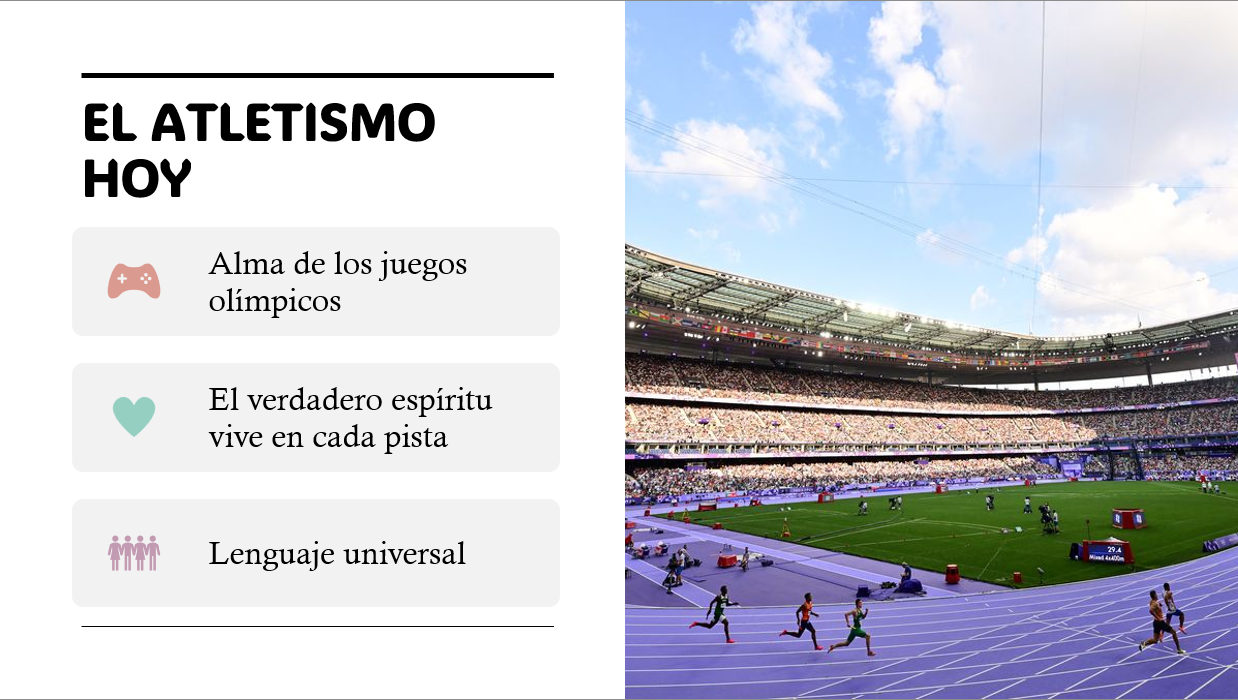 EL ATLETISMO
HOY
Alma de los juegos
olímpicos
El verdadero espíritu
vive en cada pista
Lenguaje universal
29.4
Mixed 4x400m